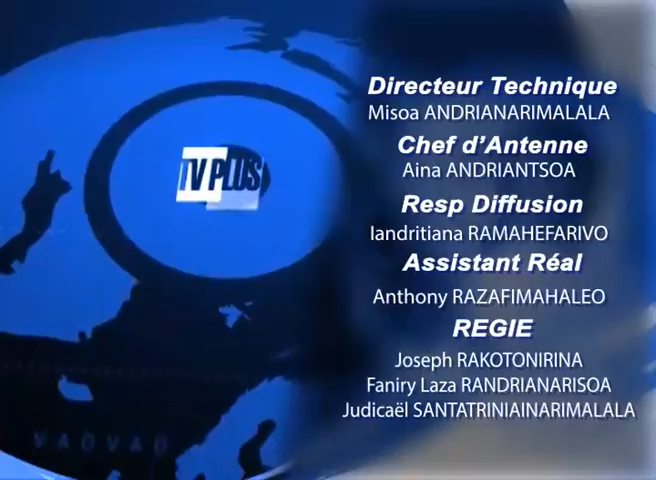 TV PLUS
VAOVAO
Directeur Technique
Misoa ANDRIANARIMALALA
Chef d'Antenne
Aina ANDRIANTSOA
Resp Diffusion
Iandritiana RAMAHEFARIVO
Assistant Réal
Anthony RAZAFIMAHALEO
REGIE
Joseph RAKOTONIRINA
Faniry Laza RANDRIANARISOA
Judicaël SANTATRINIAINARIMALALA